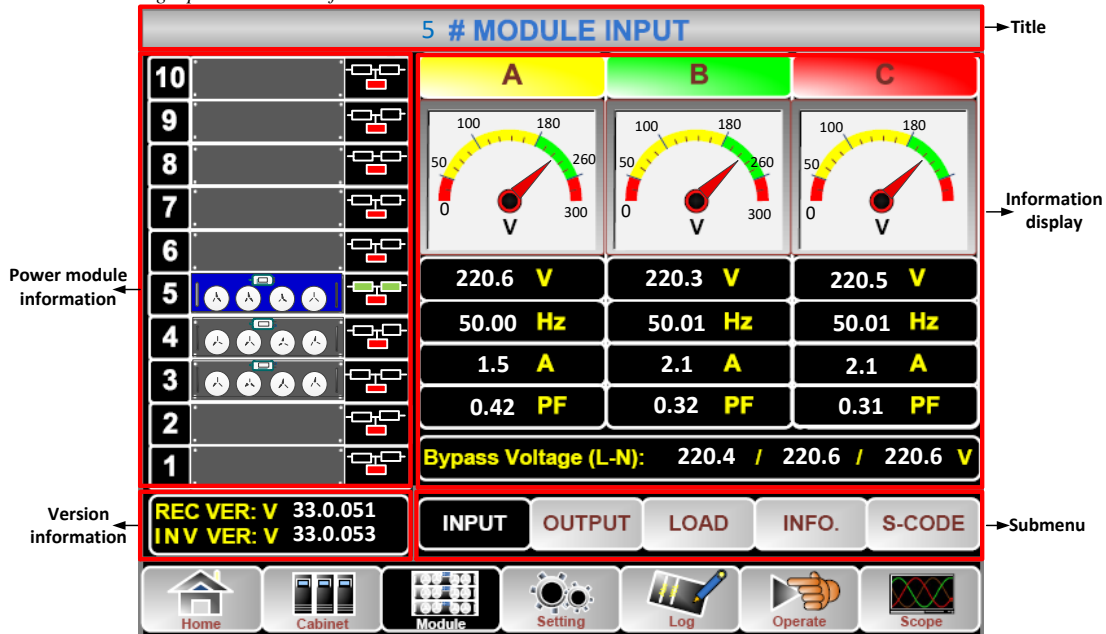 5 # MODULE INPUT
Title
10
9
8
7
6
5
4
3
2
1
A B C
100 180 100 180 100 180
50 260 50 260 50
0 300 0 300 0
V V V
220.6 V 220.3 V 220.5 V
50.00 Hz 50.01 Hz 50.01 Hz
1.5 A 2.1 A 2.1 A
0.42 PF 0.32 PF 0.31 PF
Bypass Voltage (L-N): 220.4 / 220.6 / 220.6 V
Information
display
Power module
information
Version
information
REC VER: V 33.0.051
INV VER: V 33.0.053
INPUT OUTPUT LOAD INFO. S-CODE
Submenu
Home Cabinet Module Setting Log Operate Scope